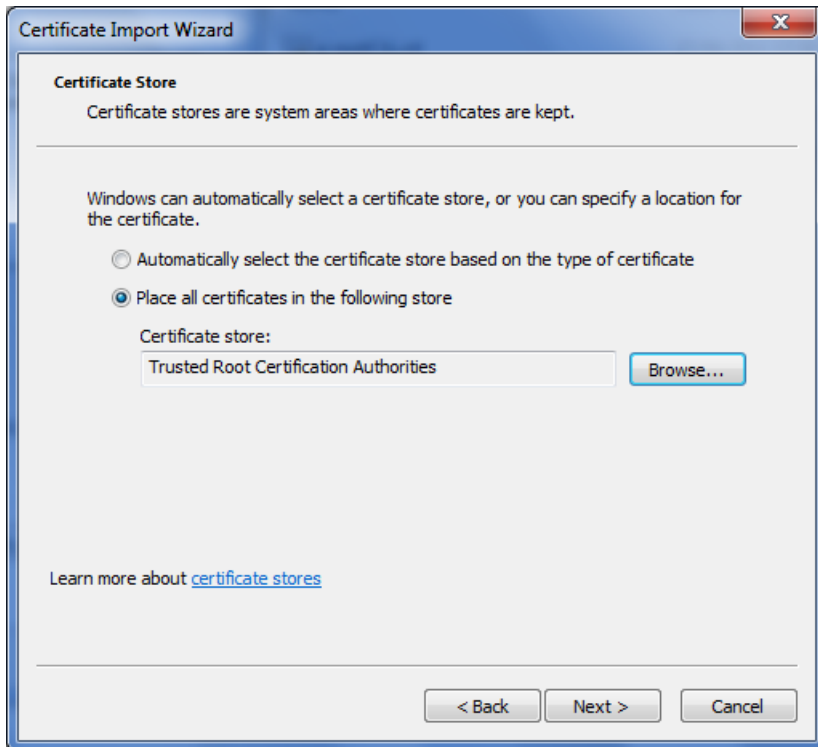 Certificate Import Wizard
Certificate Store
Certificate stores are system areas where certificates are kept.
Windows can automatically select a certificate store, or you can specify a location for
the certificate.
Automatically select the certificate store based on the type of certificate
Place all certificates in the following store
Certificate store:
Trusted Root Certification Authorities
Browse...
Learn more about certificate stores
< Back
Next >
Cancel